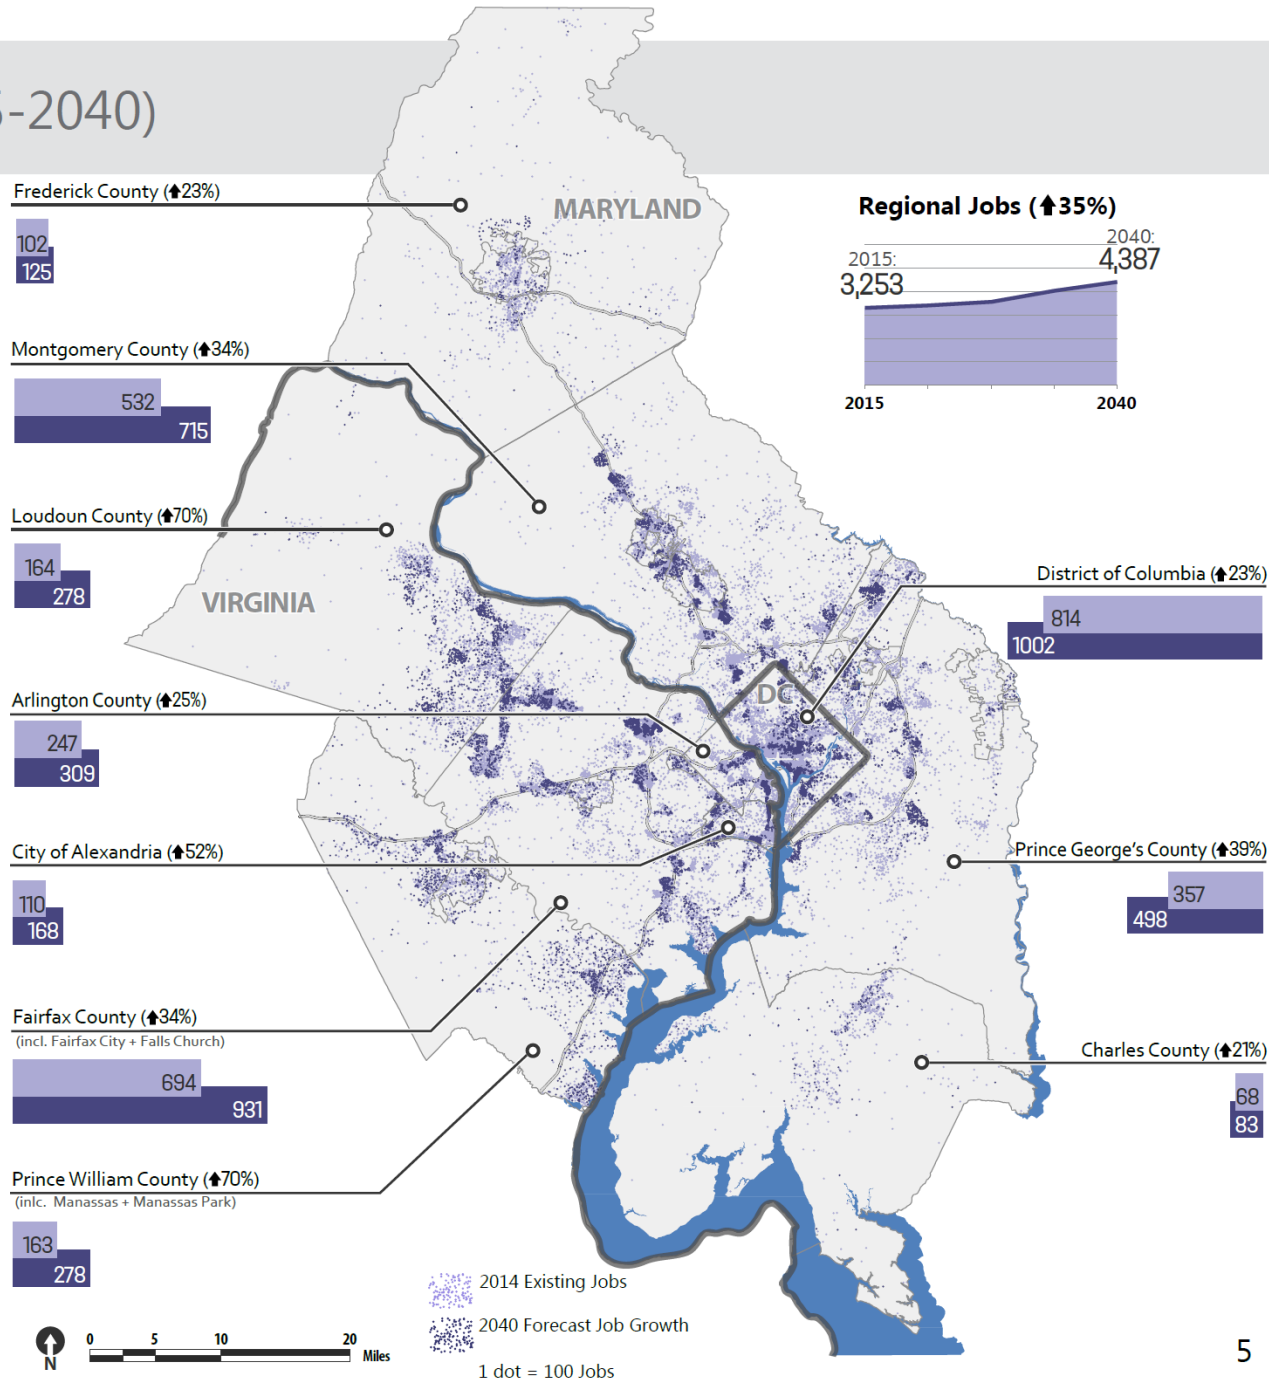 -2040)
Frederick County (⬆23%)
102
125
MARYLAND
Regional Jobs (⬆35%)
2015:
3,253
2040:
4,387
2015
2040
Montgomery County (⬆34%)
532
715
Loudoun County (⬆70%)
164
278
VIRGINIA
District of Columbia (⬆23%)
814
1002
DC
Arlington County (⬆25%)
247
309
City of Alexandria (⬆52%)
110
168
Prince George's County (⬆39%)
357
498
Fairfax County (⬆34%)
(incl. Fairfax City + Falls Church)
694
931
Charles County (⬆21%)
68
83
Prince William County (⬆70%)
(inlc. Manassas + Manassas Park)
163
278
2014 Existing Jobs
2040 Forecast Job Growth
1 dot = 100 Jobs
N
0 5 10 20
Miles
5